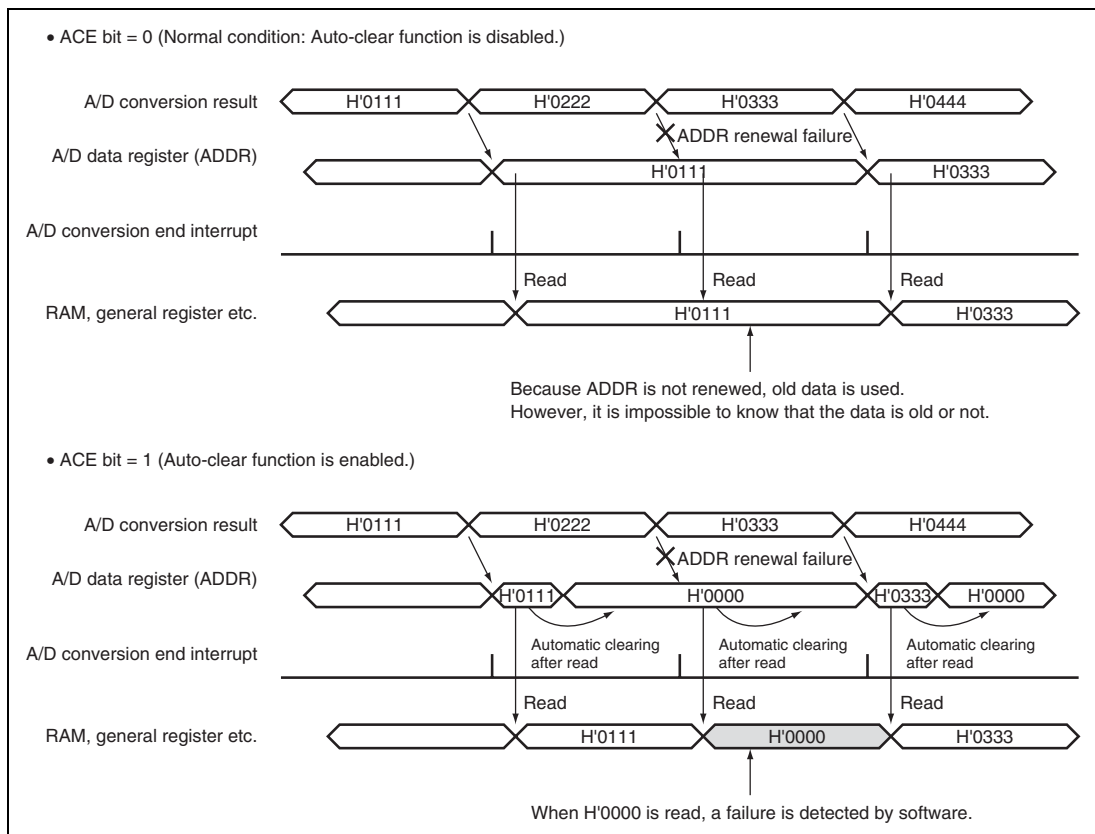 • ACE bit = 0 (Normal condition: Auto-clear function is disabled.)
A/D conversion result
H'0111
H'0222
H'0333
H'0444
ADDR renewal failure
A/D data register (ADDR)
H'0111
H'0333
A/D conversion end interrupt
Read
Read
Read
RAM, general register etc.
H'0111
H'0333
Because ADDR is not renewed, old data is used.
However, it is impossible to know that the data is old or not.
• ACE bit = 1 (Auto-clear function is enabled.)
A/D conversion result
H'0111
H'0222
H'0333
H'0444
ADDR renewal failure
A/D data register (ADDR)
H'0111
H'0000
H'0333
H'0000
Automatic clearing
after read
Automatic clearing
after read
Automatic clearing
after read
A/D conversion end interrupt
Read
Read
Read
RAM, general register etc.
H'0111
H'0000
H'0333
When H'0000 is read, a failure is detected by software.